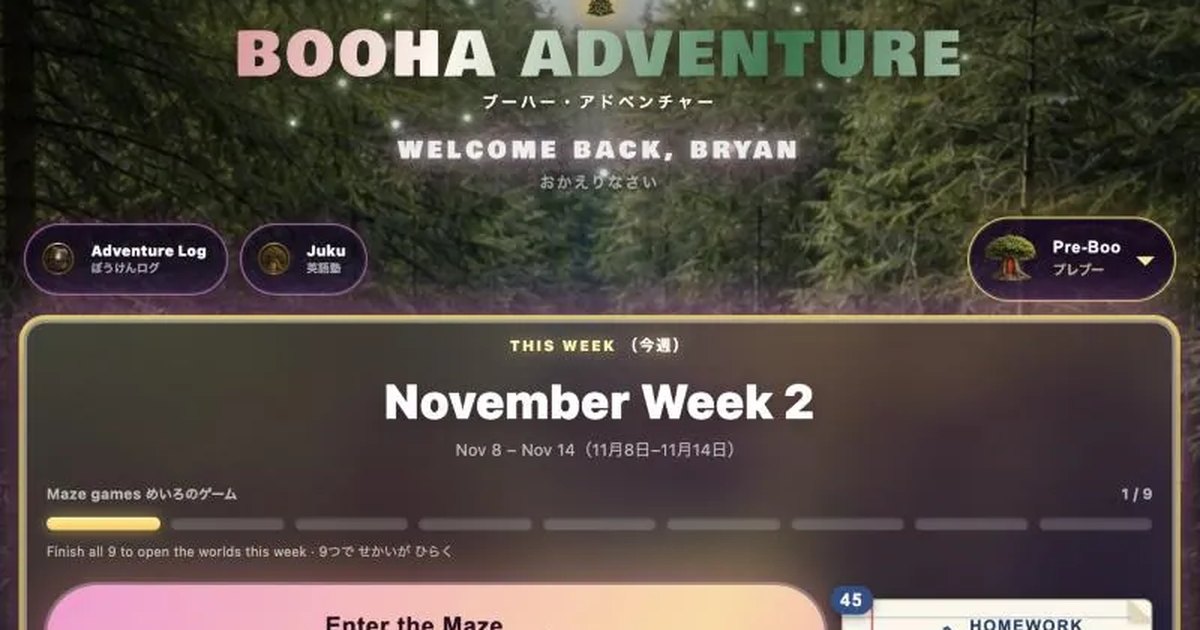 BOOHA ADVENTURE
ブーハー・アドベンチャー
WELCOME BACK, BRYAN
おかえりなさい
Adventure Log
ぼうけんログ
Juku
英語塾
Pre-Boo
プレブー
THIS WEEK （今週）
November Week 2
Nov 8 – Nov 14（11月8日–11月14日）
Maze games めいろのゲーム
1 / 9
Finish all 9 to open the worlds this week · 9つで せかいが ひらく
Enter the Maze
45
HOMEWORK